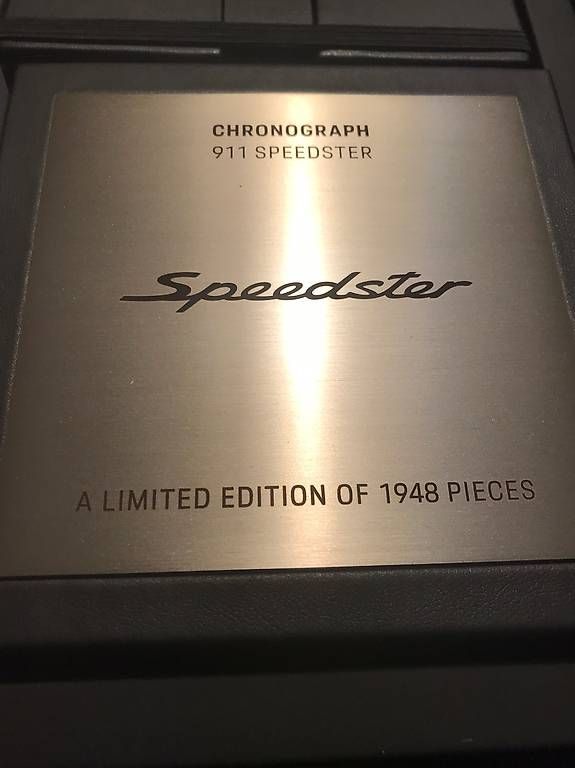 CHRONOGRAPH
911 SPEEDSTER
Speedster
A LIMITED EDITION OF 1948 PIECES